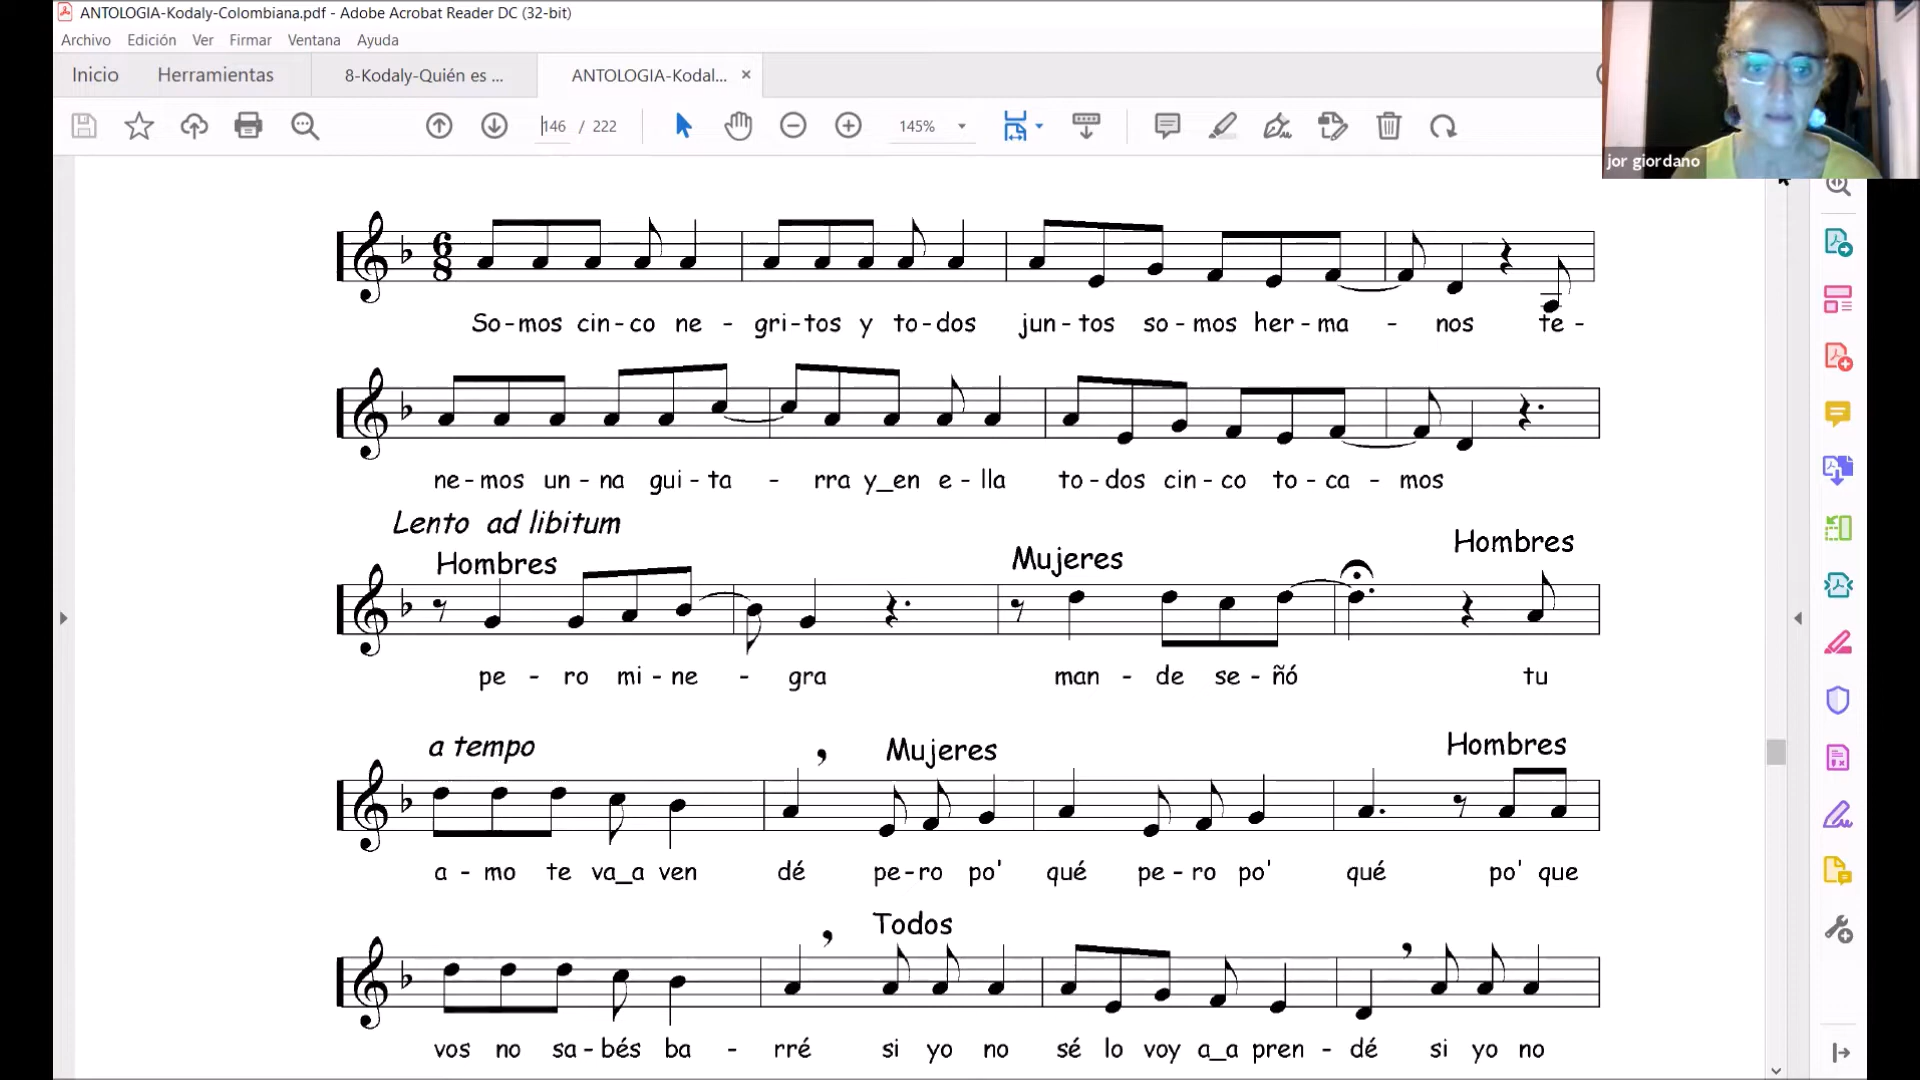 ANTOLOGIA-Kodaly-Colombiana.pdf - Adobe Acrobat Reader DC (32-bit)
Archivo Edición Ver Firmar Ventana Ayuda
Inicio Herramientas 8-Kodaly-Quién es ... ANTOLOGIA-Kodal... ×
146 / 222 145%
jor giordano
6
8
So-mos cin-co ne - gri-tos y to-dos jun-tos so-mos her-ma - nos te -
ne-mos un-na gui-ta - rra y_en e-lla to-dos cin-co to-ca-mos
Lento ad libitum
Hombres Mujeres Hombres
pe - ro mi-ne - gra man - de se-ñó tu
a tempo Mujeres Hombres
a - mo te va_a ven dé pe-ro po' qué pe-ro po' qué po' que
Todos
vos no sa-bés ba - rré si yo no sé lo voy a_a pren - dé si yo no